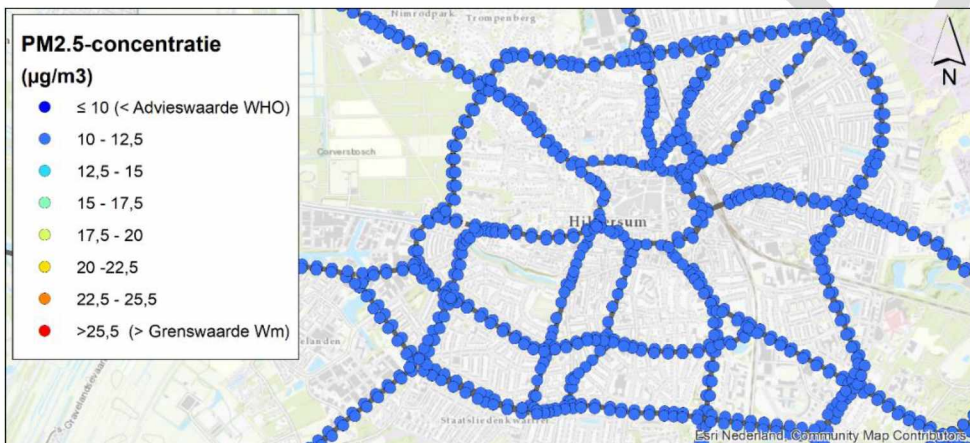 PM2.5-concentratie
(µg/m3)
≤ 10 (< Advieswaarde WHO)
10 - 12,5
12,5 - 15
15 - 17,5
17,5 - 20
20 -22,5
22,5 - 25,5
>25,5 (> Grenswaarde Wm)
Nimrodpark
Trompenberg
N
Corversbosch
Hilversum
elanden
Gravelandsevaart
Staatsliedenkwartier
Esri Nederland, Community Map Contributors